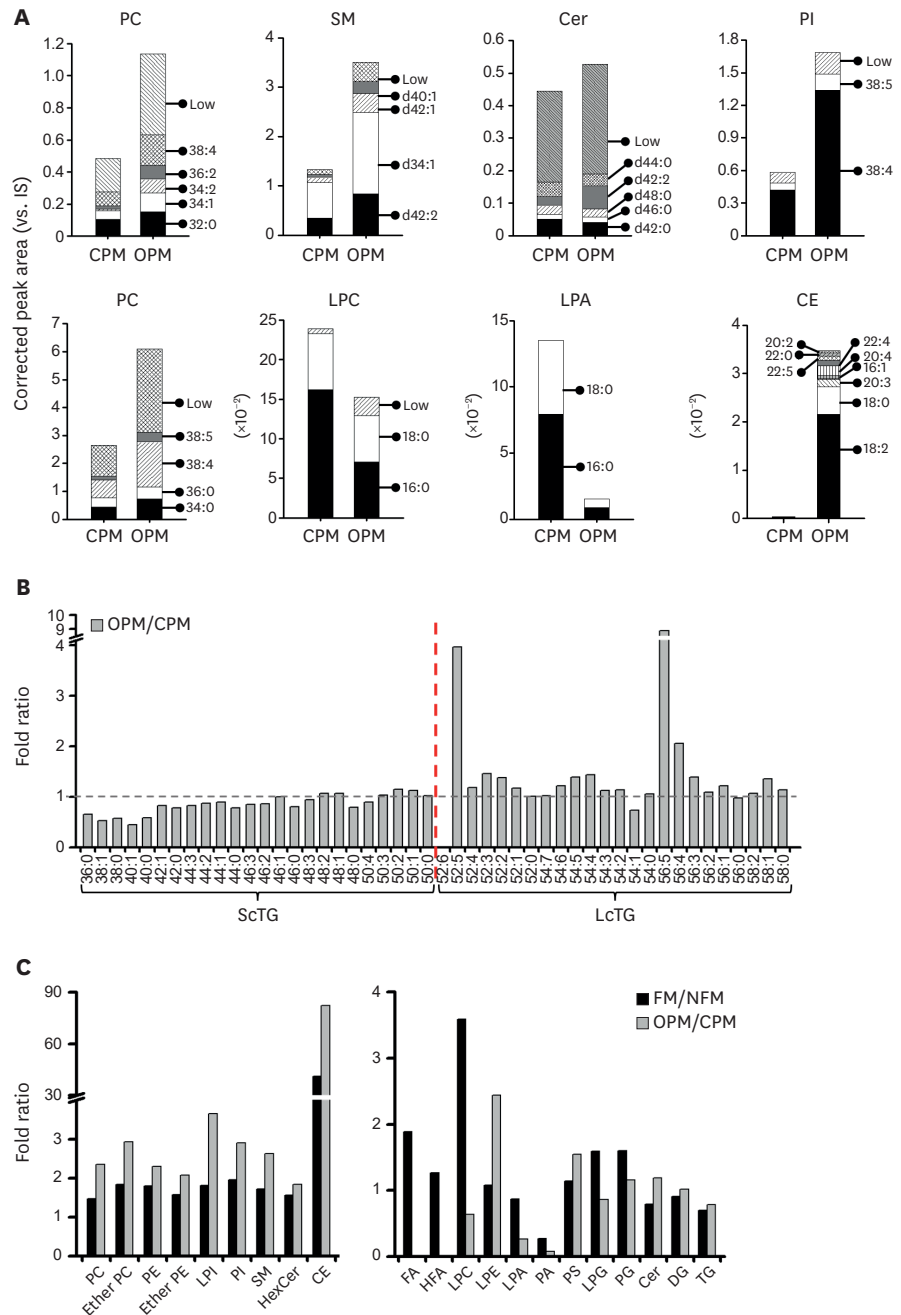 A
PC
SM
Cer
PI
Corrected peak area (vs. IS)
1.2
1.0
0.8
0.6
0.4
0.2
0
Low
38:4
36:2
34:2
34:1
32:0
CPM OPM
4
3
2
1
0
Low
d40:1
d42:1
d34:1
d42:2
CPM OPM
0.6
0.5
0.4
0.3
0.2
0.1
0
Low
d44:0
d42:2
d48:0
d46:0
d42:0
CPM OPM
1.8
1.5
1.2
0.9
0.6
0.3
0
Low
38:5
38:4
CPM OPM
PC
LPC
LPA
CE
7
6
5
4
3
2
1
0
Low
38:5
38:4
36:0
34:0
CPM OPM
(×10⁻²)
25
20
15
10
5
0
Low
18:0
16:0
CPM OPM
(×10⁻²)
15
10
5
0
18:0
16:0
CPM OPM
(×10⁻²)
4
3
2
1
0
20:2
22:0
22:5
22:4
20:4
16:1
20:3
18:0
18:2
CPM OPM
B
Fold ratio
10
9
4
3
2
1
0
OPM/CPM
36:0 38:1 38:0 40:1 40:0 42:1 42:0 44:3 44:2 44:1 44:0 46:3 46:2 46:1 46:0 48:3 48:2 48:1 48:0 50:4 50:3 50:2 50:1 50:0 52:6 52:5 52:4 52:3 52:2 52:1 52:0 54:7 54:6 54:5 54:4 54:3 54:2 54:1 54:0 56:5 56:4 56:3 56:2 56:1 56:0 58:2 58:1 58:0
ScTG LcTG
C
Fold ratio
90
60
30
3
2
1
0
PC Ether PC PE Ether PE LPI PI SM HexCer CE
4
3
2
1
0
FM/NFM
OPM/CPM
FA HFA LPC LPE LPA PA PS LPG PG Cer DG TG